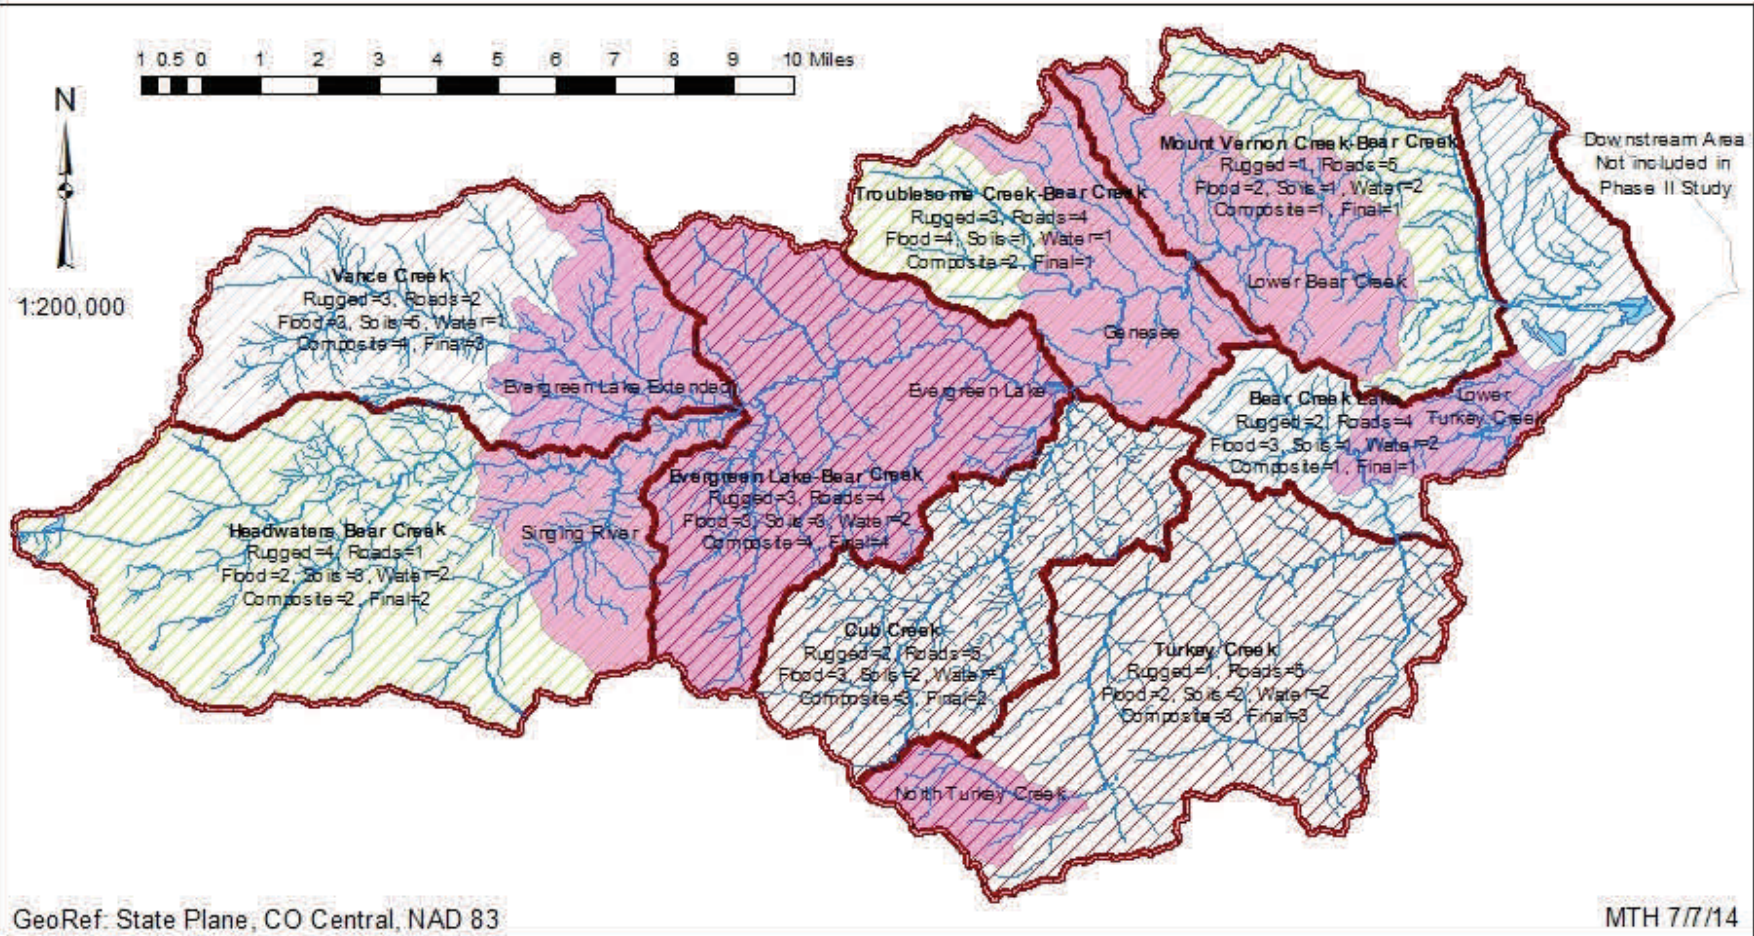 1 0.5 0 1 2 3 4 5 6 7 8 9 10 Miles
N
1:200,000
Downstream Area
Not included in
Phase II Study
Mount Vernon Creek-Bear Creek
Rugged=1, Roads=5
Flood=2, Soils=1, Water=2
Composite=1, Final=1
Lower Bear Creek
Troublesome Creek-Bear Creek
Rugged=3, Roads=4
Flood=4, Soils=1, Water=1
Composite=2, Final=1
Genesee
Vance Creek
Rugged=3, Roads=2
Flood=3, Soils=5, Water=1
Composite=4, Final=3
Evergreen Lake Extended
Evergreen Lake
Bear Creek Lake
Rugged=2, Roads=4
Flood=3, Soils=1, Water=2
Composite=1, Final=1
Lower
Turkey Creek
Evergreen Lake-Bear Creek
Rugged=3, Roads=4
Flood=3, Soils=3, Water=2
Composite=4, Final=4
Headwaters Bear Creek
Rugged=4, Roads=1
Flood=2, Soils=3, Water=2
Composite=2, Final=2
Singing River
Cub Creek
Rugged=2, Roads=5
Flood=3, Soils=2, Water=1
Composite=3, Final=2
Turkey Creek
Rugged=1, Roads=5
Flood=2, Soils=2, Water=2
Composite=3, Final=3
North Turkey Creek
GeoRef: State Plane, CO Central, NAD 83
MTH 7/7/14